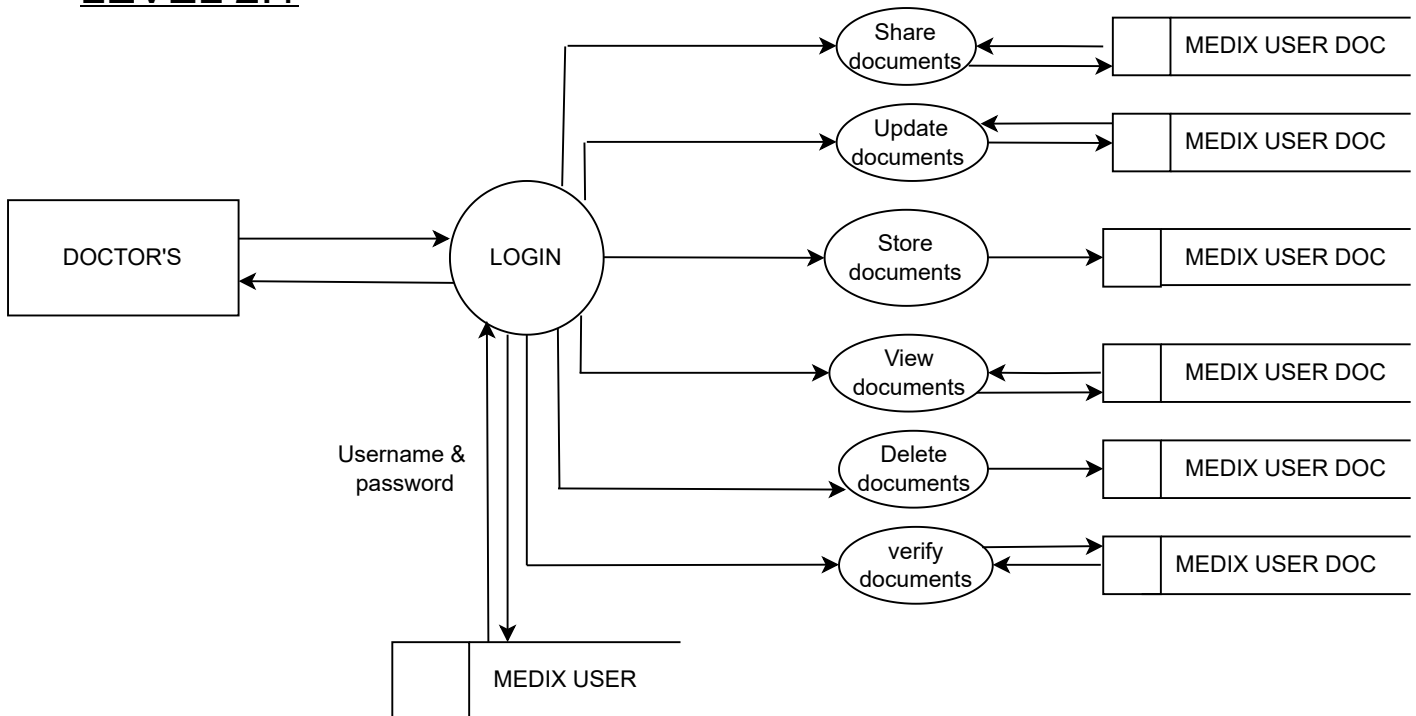 Share
documents
MEDIX USER DOC
Update
documents
MEDIX USER DOC
DOCTOR'S
LOGIN
Store
documents
MEDIX USER DOC
View
documents
MEDIX USER DOC
Username &
password
Delete
documents
MEDIX USER DOC
verify
documents
MEDIX USER DOC
MEDIX USER